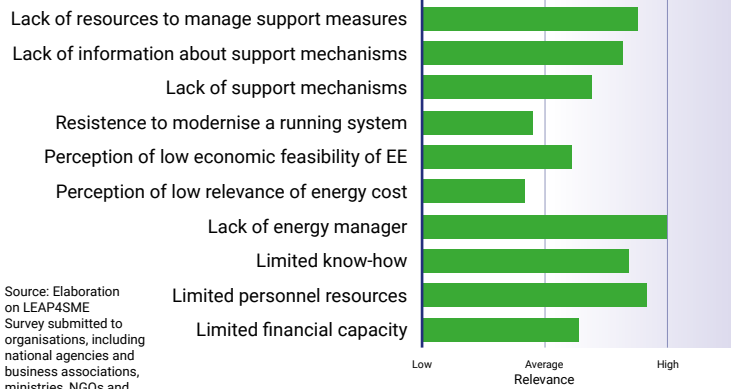 Lack of resources to manage support measures
Lack of information about support mechanisms
Lack of support mechanisms
Resistence to modernise a running system
Perception of low economic feasibility of EE
Perception of low relevance of energy cost
Lack of energy manager
Limited know-how
Limited personnel resources
Limited financial capacity
Source: Elaboration
on LEAP4SME
Survey submitted to
organisations, including
national agencies and
business associations,
ministries, NGOs and
Low Average High
Relevance